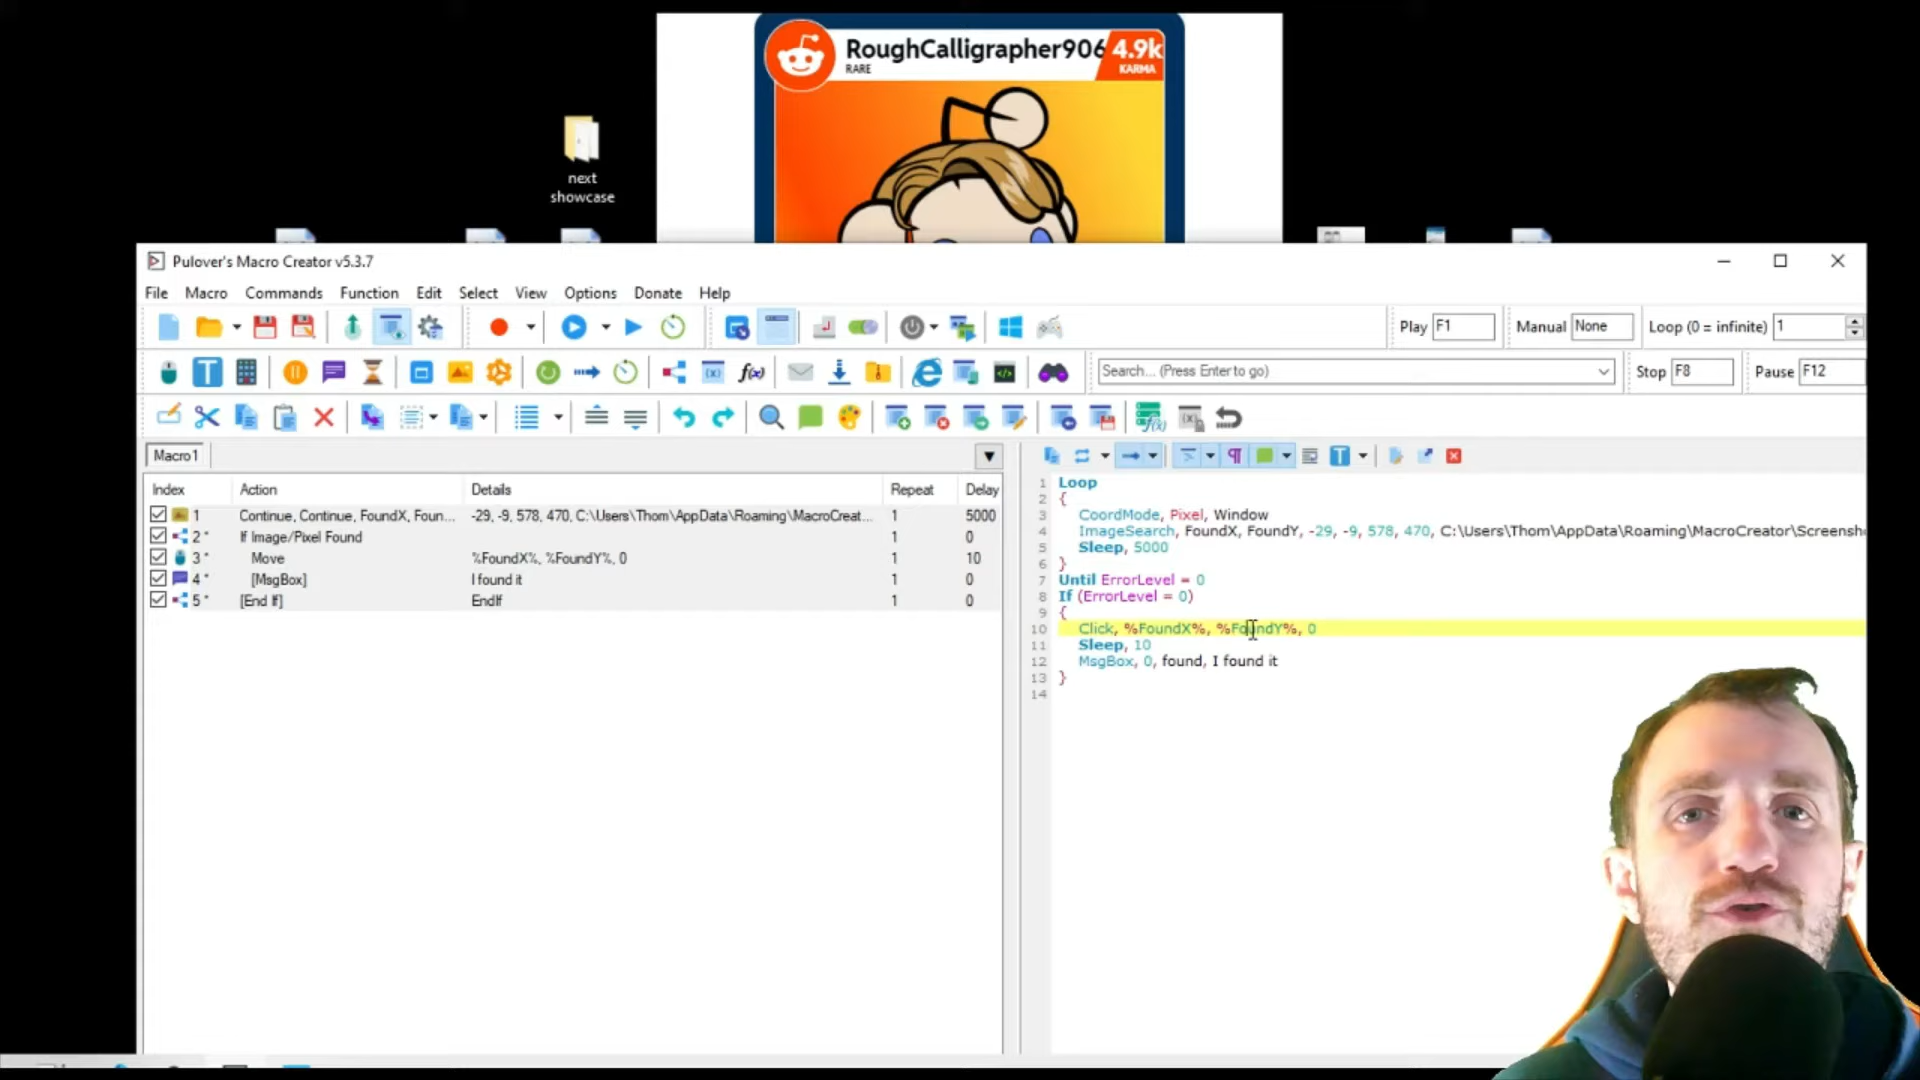 RoughCalligrapher906
RARE
4.9k
KARMA
next
showcase
Pulover's Macro Creator v5.3.7
File Macro Commands Function Edit Select View Options Donate Help
Play F1 Manual None Loop (0 = infinite) 1
Search... (Press Enter to go) Stop F8 Pause F12
Macro1
Index Action Details Repeat Delay
1 Continue, Continue, FoundX, Foun... -29, -9, 578, 470, C:\Users\Thom\AppData\Roaming\MacroCreat... 1 5000
2 * If Image/Pixel Found 1 0
3 * Move %FoundX%, %FoundY%, 0 1 10
4 * [MsgBox] I found it 1 0
5 * [End If] EndIf 1 0
1 Loop
2 {
3 CoordMode, Pixel, Window
4 ImageSearch, FoundX, FoundY, -29, -9, 578, 470, C:\Users\Thom\AppData\Roaming\MacroCreator\Screensh
5 Sleep, 5000
6 }
7 Until ErrorLevel = 0
8 If (ErrorLevel = 0)
9 {
10 Click, %FoundX%, %FoundY%, 0
11 Sleep, 10
12 MsgBox, 0, found, I found it
13 }
14